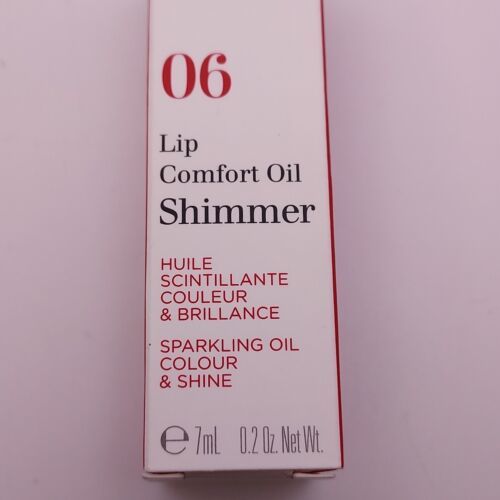 06
Lip
Comfort Oil
Shimmer
HUILE
SCINTILLANTE
COULEUR
& BRILLANCE
SPARKLING OIL
COLOUR
& SHINE
℮ 7mL 0.2 Oz. Net Wt.